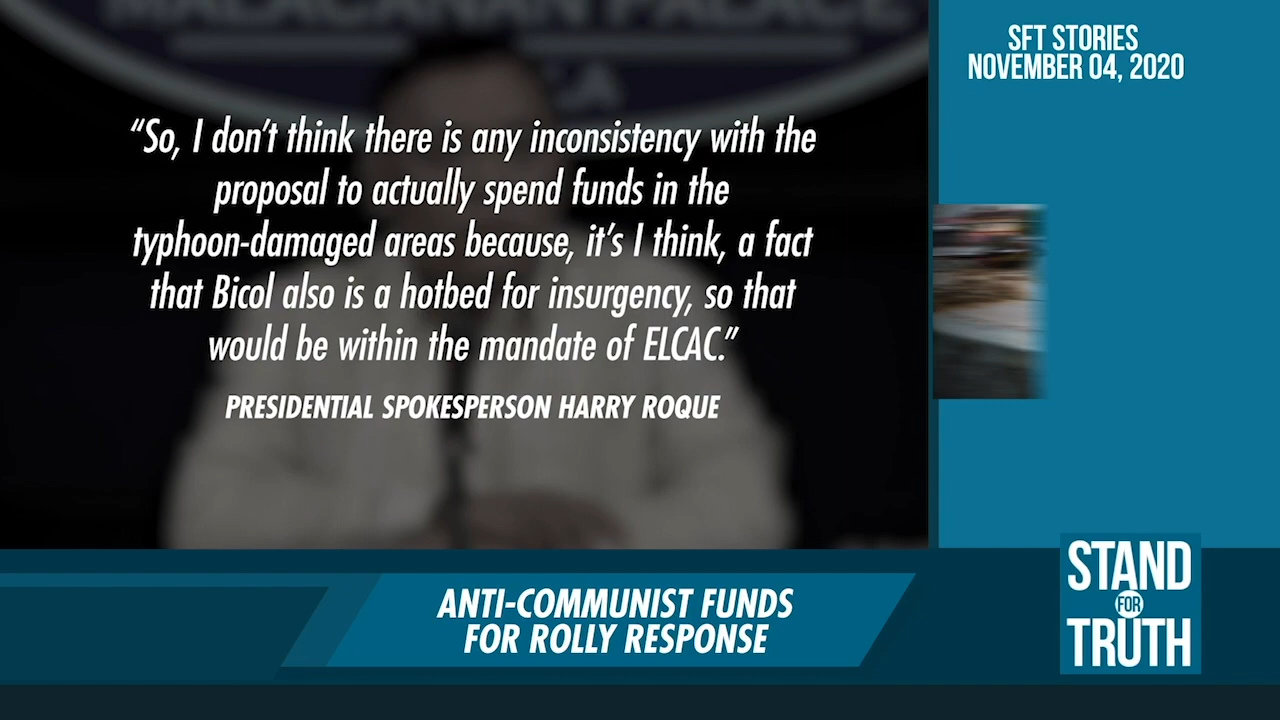 MALACAÑAN PALACE
SFT STORIES
NOVEMBER 04, 2020
“So, I don’t think there is any inconsistency with the
proposal to actually spend funds in the
typhoon-damaged areas because, it’s I think, a fact
that Bicol also is a hotbed for insurgency, so that
would be within the mandate of ELCAC.”
PRESIDENTIAL SPOKESPERSON HARRY ROQUE
ANTI-COMMUNIST FUNDS
FOR ROLLY RESPONSE
STAND
FOR
TRUTH